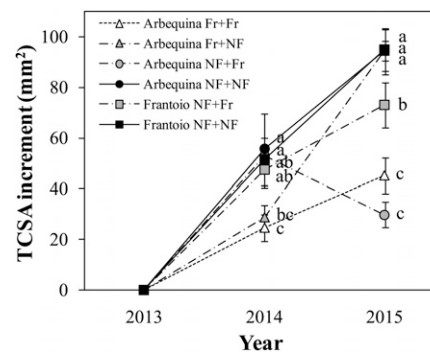 TCSA increment (mm²)
100
80
60
40
20
0
Arbequina Fr+Fr
Arbequina Fr+NF
Arbequina NF+Fr
Arbequina NF+NF
Frantoio NF+Fr
Frantoio NF+NF
a
a
ab
ab
bc
c
a
a
a
b
c
c
2013
2014
2015
Year